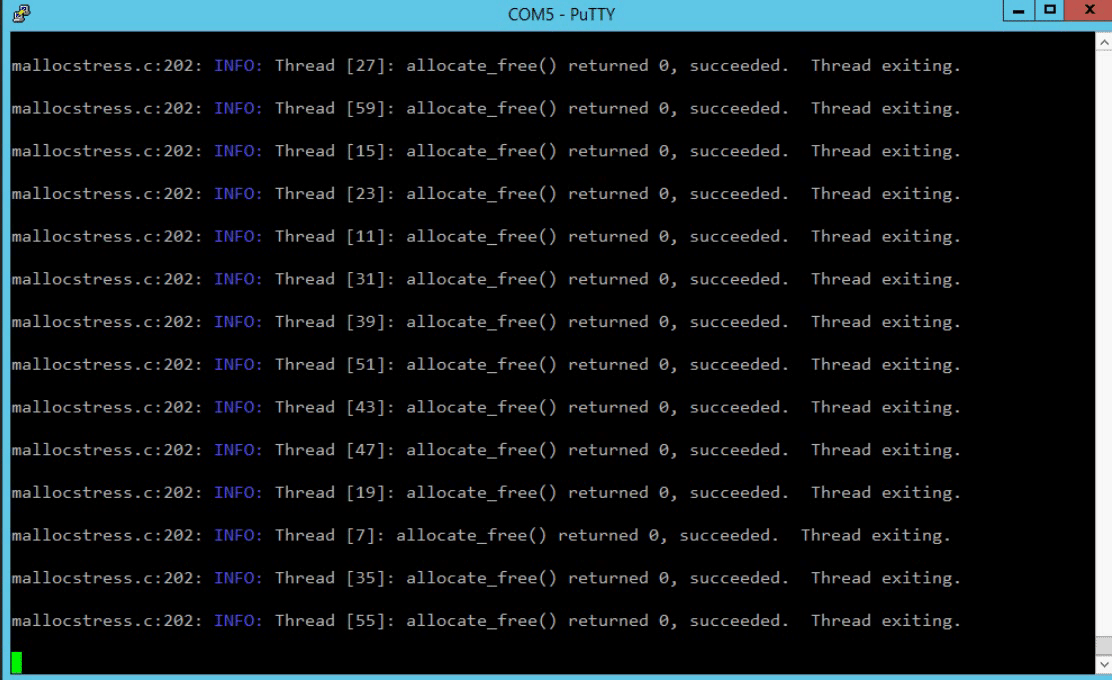 COM5 - PuTTY
mallocstress.c:202: INFO: Thread [27]: allocate_free() returned 0, succeeded.  Thread exiting.
mallocstress.c:202: INFO: Thread [59]: allocate_free() returned 0, succeeded.  Thread exiting.
mallocstress.c:202: INFO: Thread [15]: allocate_free() returned 0, succeeded.  Thread exiting.
mallocstress.c:202: INFO: Thread [23]: allocate_free() returned 0, succeeded.  Thread exiting.
mallocstress.c:202: INFO: Thread [11]: allocate_free() returned 0, succeeded.  Thread exiting.
mallocstress.c:202: INFO: Thread [31]: allocate_free() returned 0, succeeded.  Thread exiting.
mallocstress.c:202: INFO: Thread [39]: allocate_free() returned 0, succeeded.  Thread exiting.
mallocstress.c:202: INFO: Thread [51]: allocate_free() returned 0, succeeded.  Thread exiting.
mallocstress.c:202: INFO: Thread [43]: allocate_free() returned 0, succeeded.  Thread exiting.
mallocstress.c:202: INFO: Thread [47]: allocate_free() returned 0, succeeded.  Thread exiting.
mallocstress.c:202: INFO: Thread [19]: allocate_free() returned 0, succeeded.  Thread exiting.
mallocstress.c:202: INFO: Thread [7]: allocate_free() returned 0, succeeded.  Thread exiting.
mallocstress.c:202: INFO: Thread [35]: allocate_free() returned 0, succeeded.  Thread exiting.
mallocstress.c:202: INFO: Thread [55]: allocate_free() returned 0, succeeded.  Thread exiting.